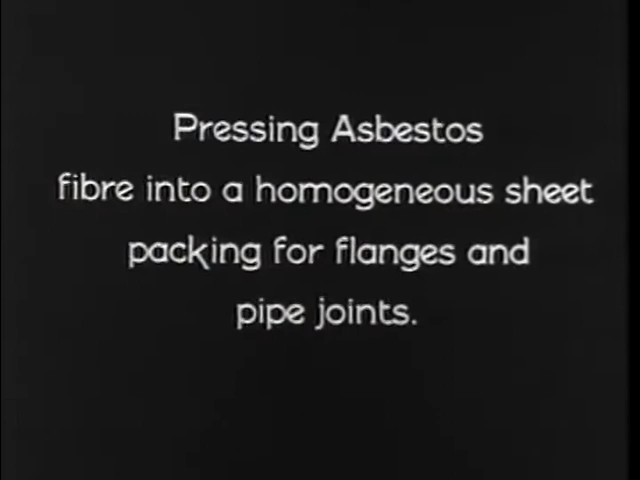 Pressing Asbestos
fibre into a homogeneous sheet
packing for flanges and
pipe joints.